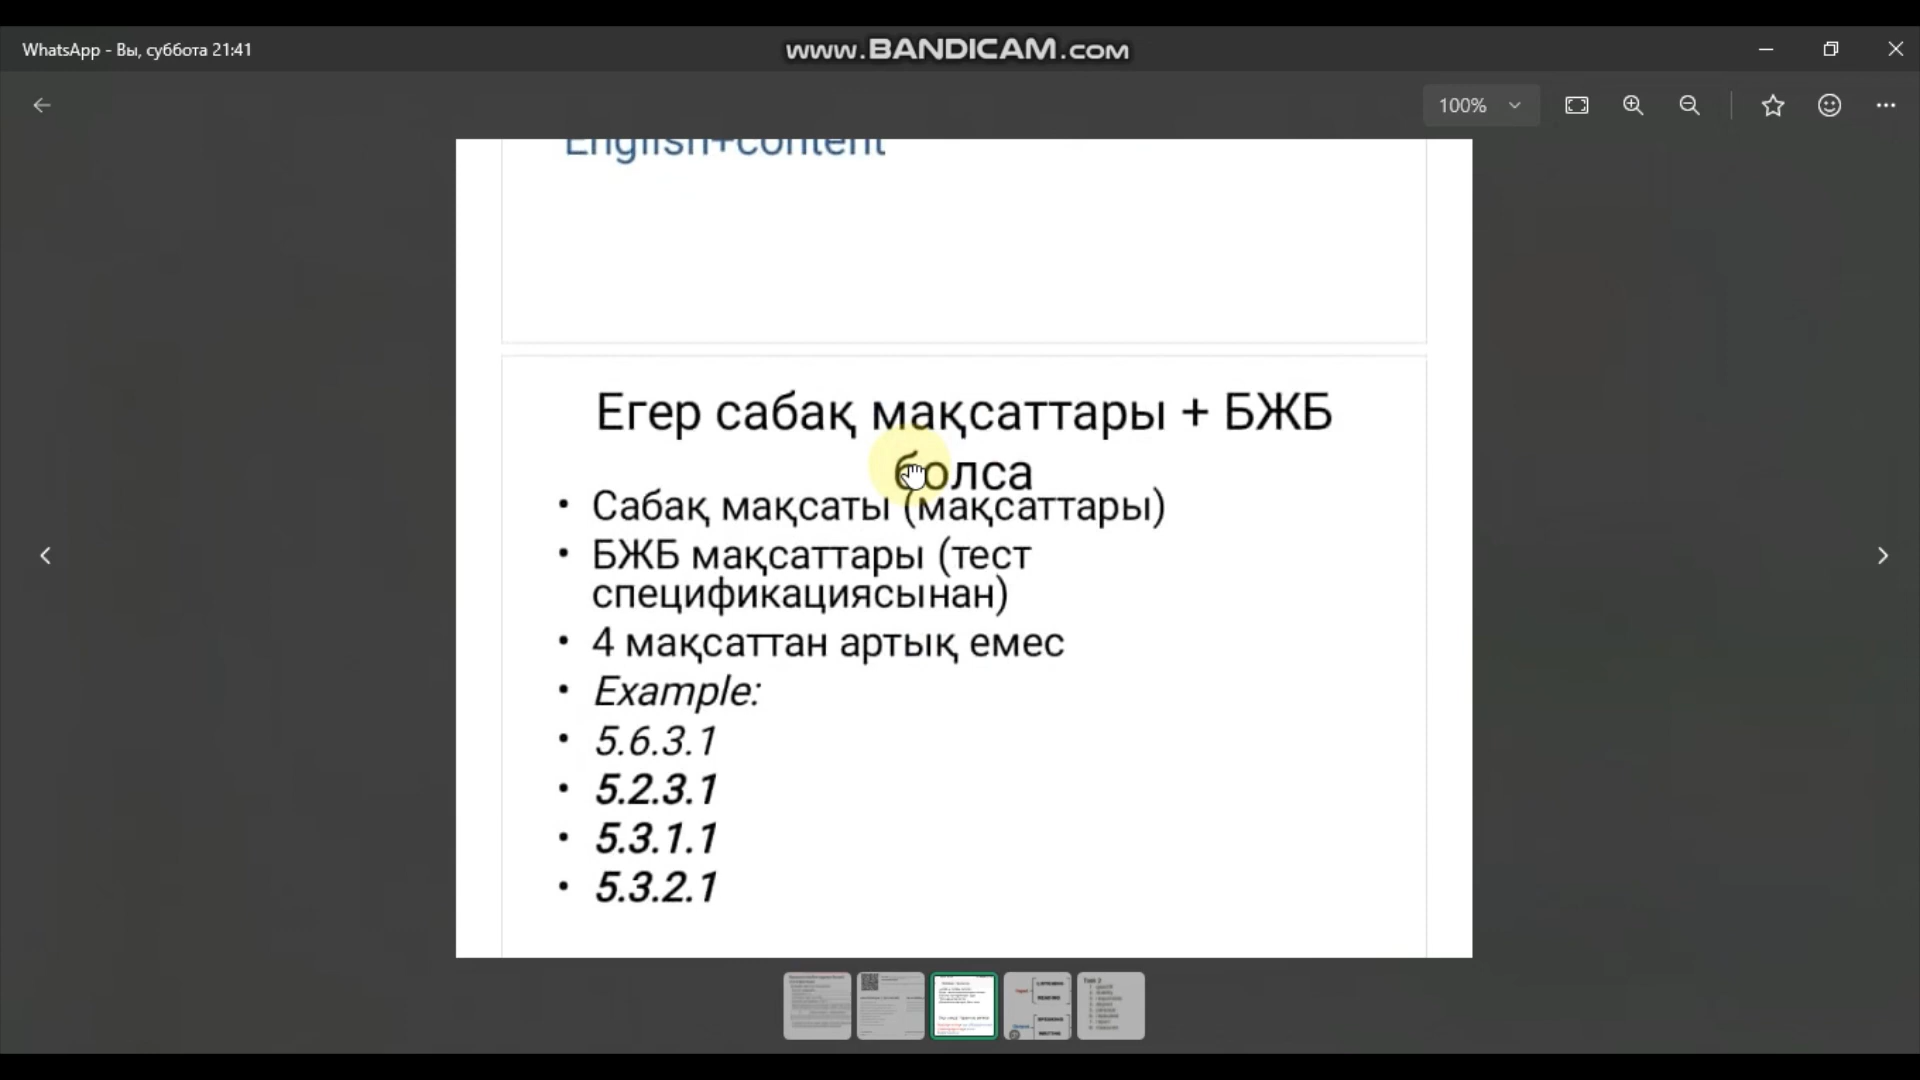 WhatsApp - Вы, суббота 21:41
www.BANDICAM.com
100%
English+content
Егер сабақ мақсаттары + БЖБ
болса
• Сабақ мақсаты (мақсаттары)
• БЖБ мақсаттары (тест
спецификациясынан)
• 4 мақсаттан артық емес
• Example:
• 5.6.3.1
• 5.2.3.1
• 5.3.1.1
• 5.3.2.1